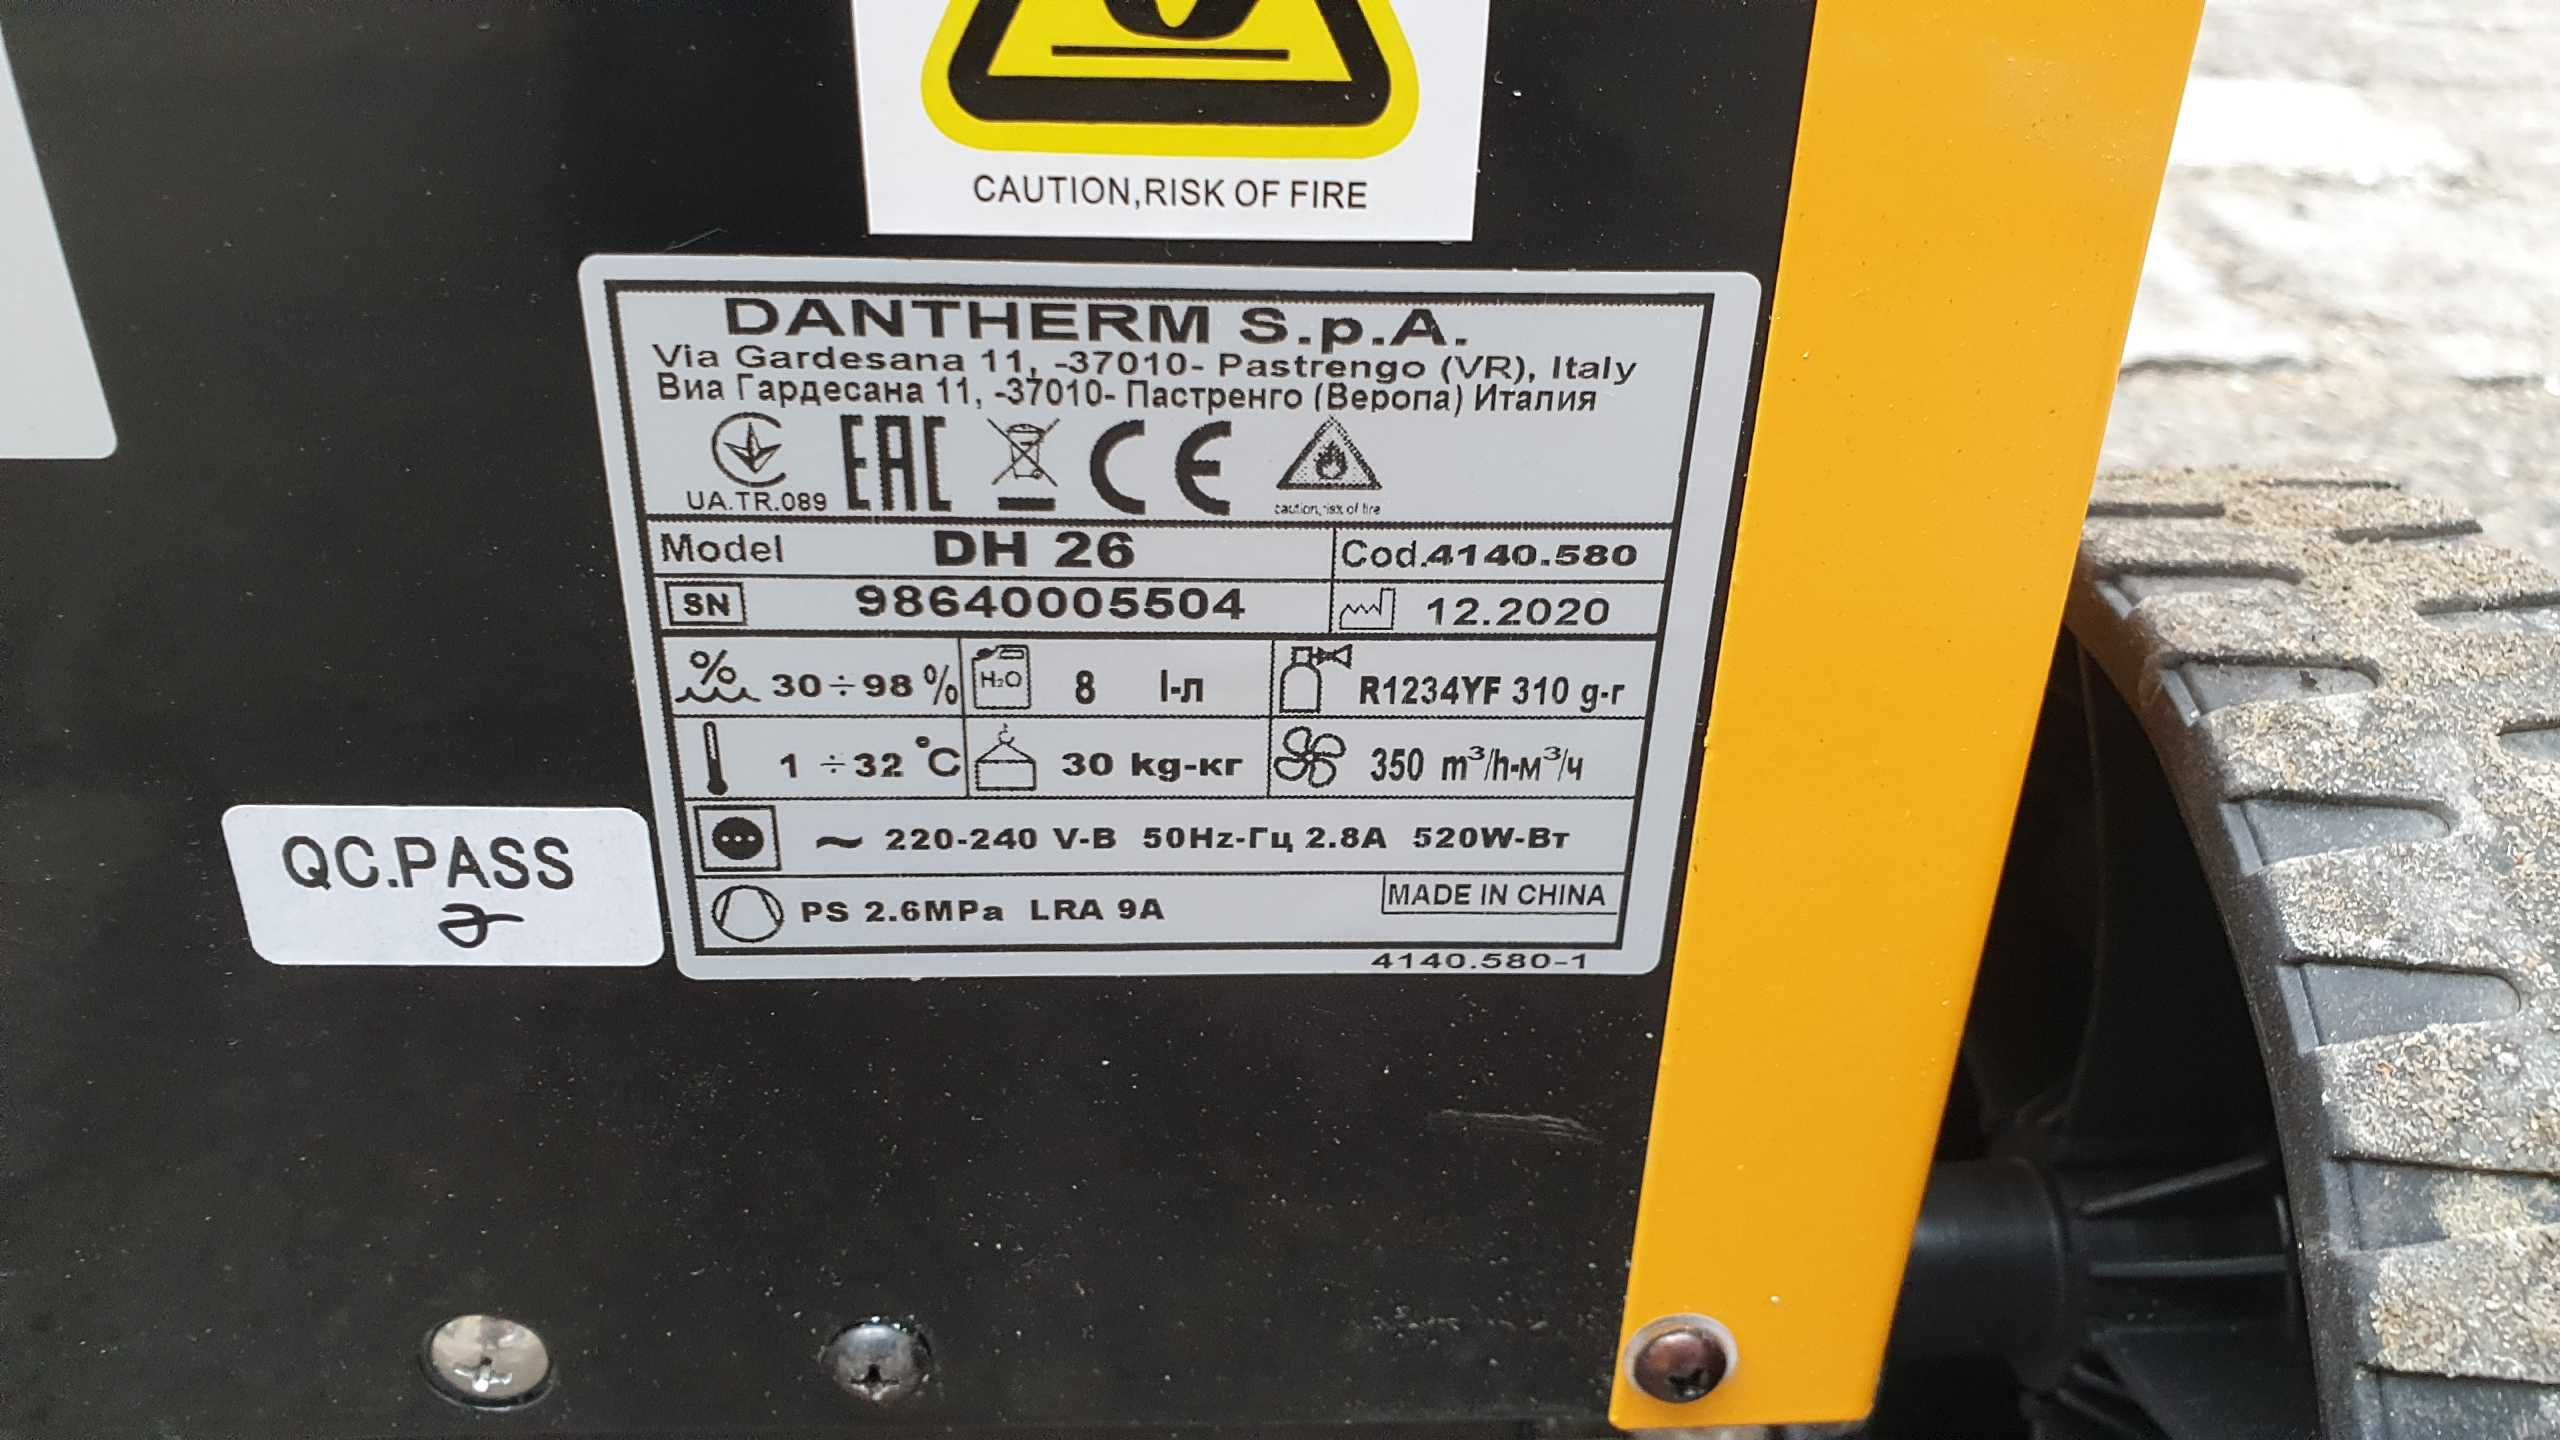 CAUTION,RISK OF FIRE
DANTHERM S.p.A.
Via Gardesana 11, -37010- Pastrengo (VR), Italy
Виа Гардесана 11, -37010- Пастренго (Веропа) Италия
UA.TR.089 EAC CE
caution, risk of fire
Model DH 26 Cod.4140.580
SN 98640005504 12.2020
% 30÷98 % H₂O 8 l-л R1234YF 310 g-г
1 ÷32 °C 30 kg-кг 350 m³/h-м³/ч
~ 220-240 V-В 50Hz-Гц 2.8A 520W-Вт
PS 2.6MPa LRA 9A MADE IN CHINA
4140.580-1
QC.PASS